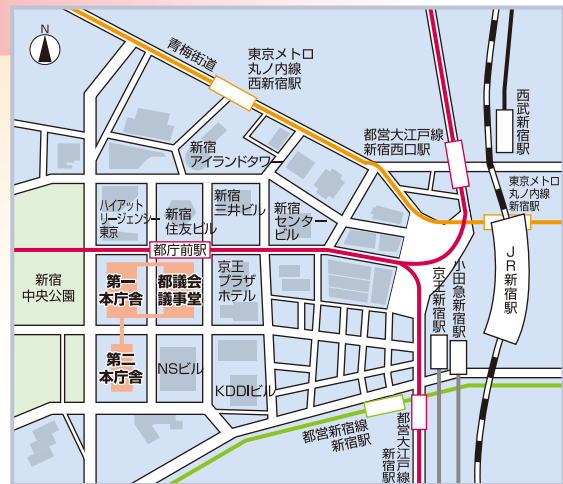 N
青梅街道
東京メトロ
丸ノ内線
西新宿駅
西武新宿駅
都営大江戸線
新宿西口駅
新宿
アイランドタワー
東京メトロ
丸ノ内線
新宿駅
ハイアット
リージェンシー
東京
新宿
住友ビル
新宿
三井ビル
新宿
センター
ビル
都庁前駅
JR新宿駅
新宿
中央公園
第一
本庁舎
都議会
議事堂
京王
プラザ
ホテル
小田急新宿駅
京王新宿駅
第二
本庁舎
NSビル
KDDIビル
都営新宿線
新宿駅
都営大江戸線
新宿駅